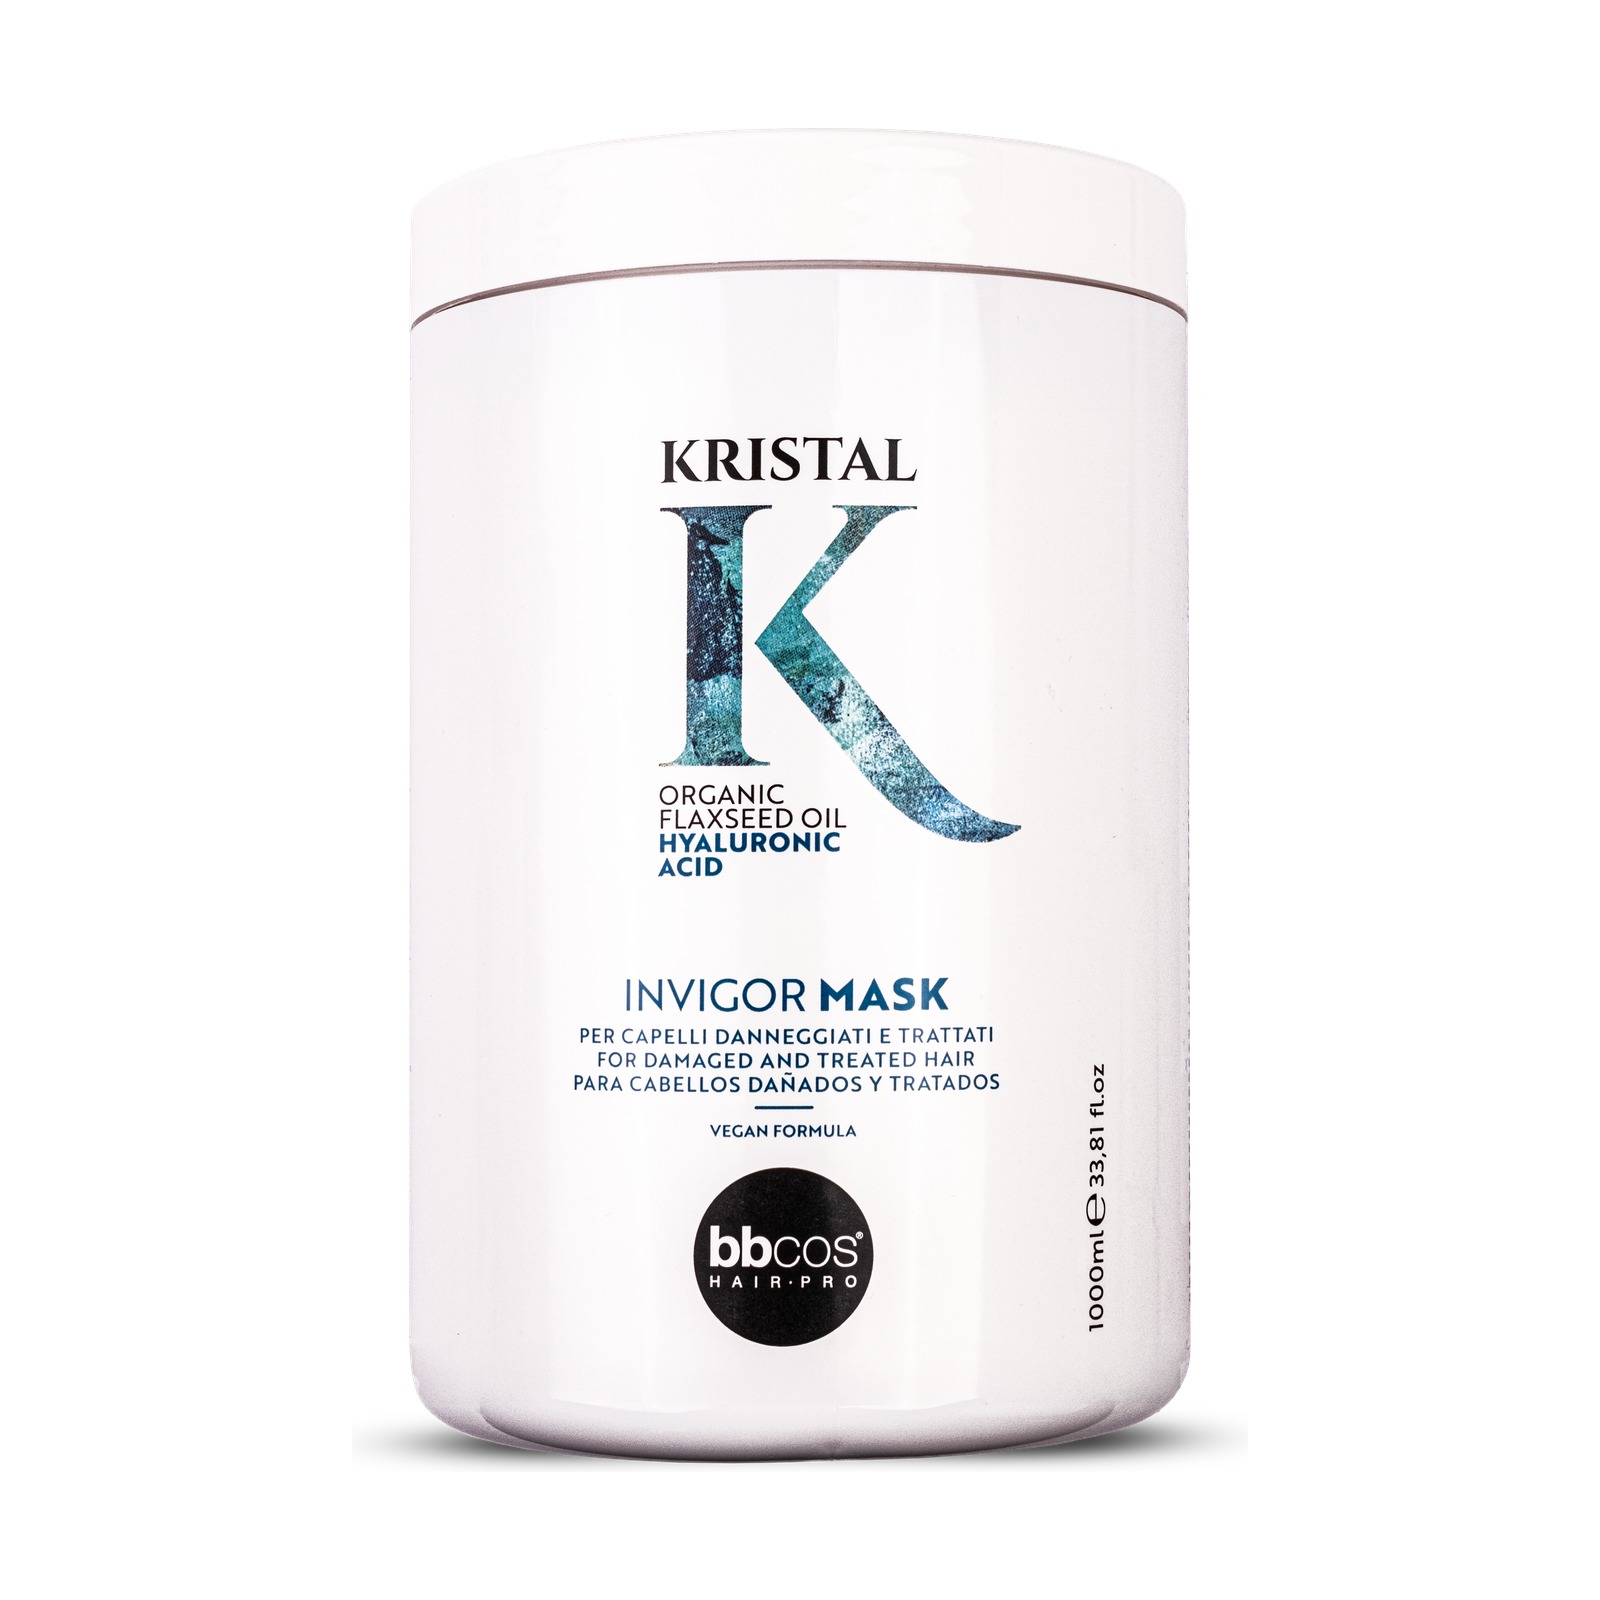 KRISTAL
K
ORGANIC
FLAXSEED OIL
HYALURONIC
ACID
INVIGOR MASK
PER CAPELLI DANNEGGIATI E TRATTATI
FOR DAMAGED AND TREATED HAIR
PARA CABELLOS DAÑADOS Y TRATADOS
VEGAN FORMULA
bbcos®
HAIR·PRO
1000ml ℮ 33,81 fl.oz